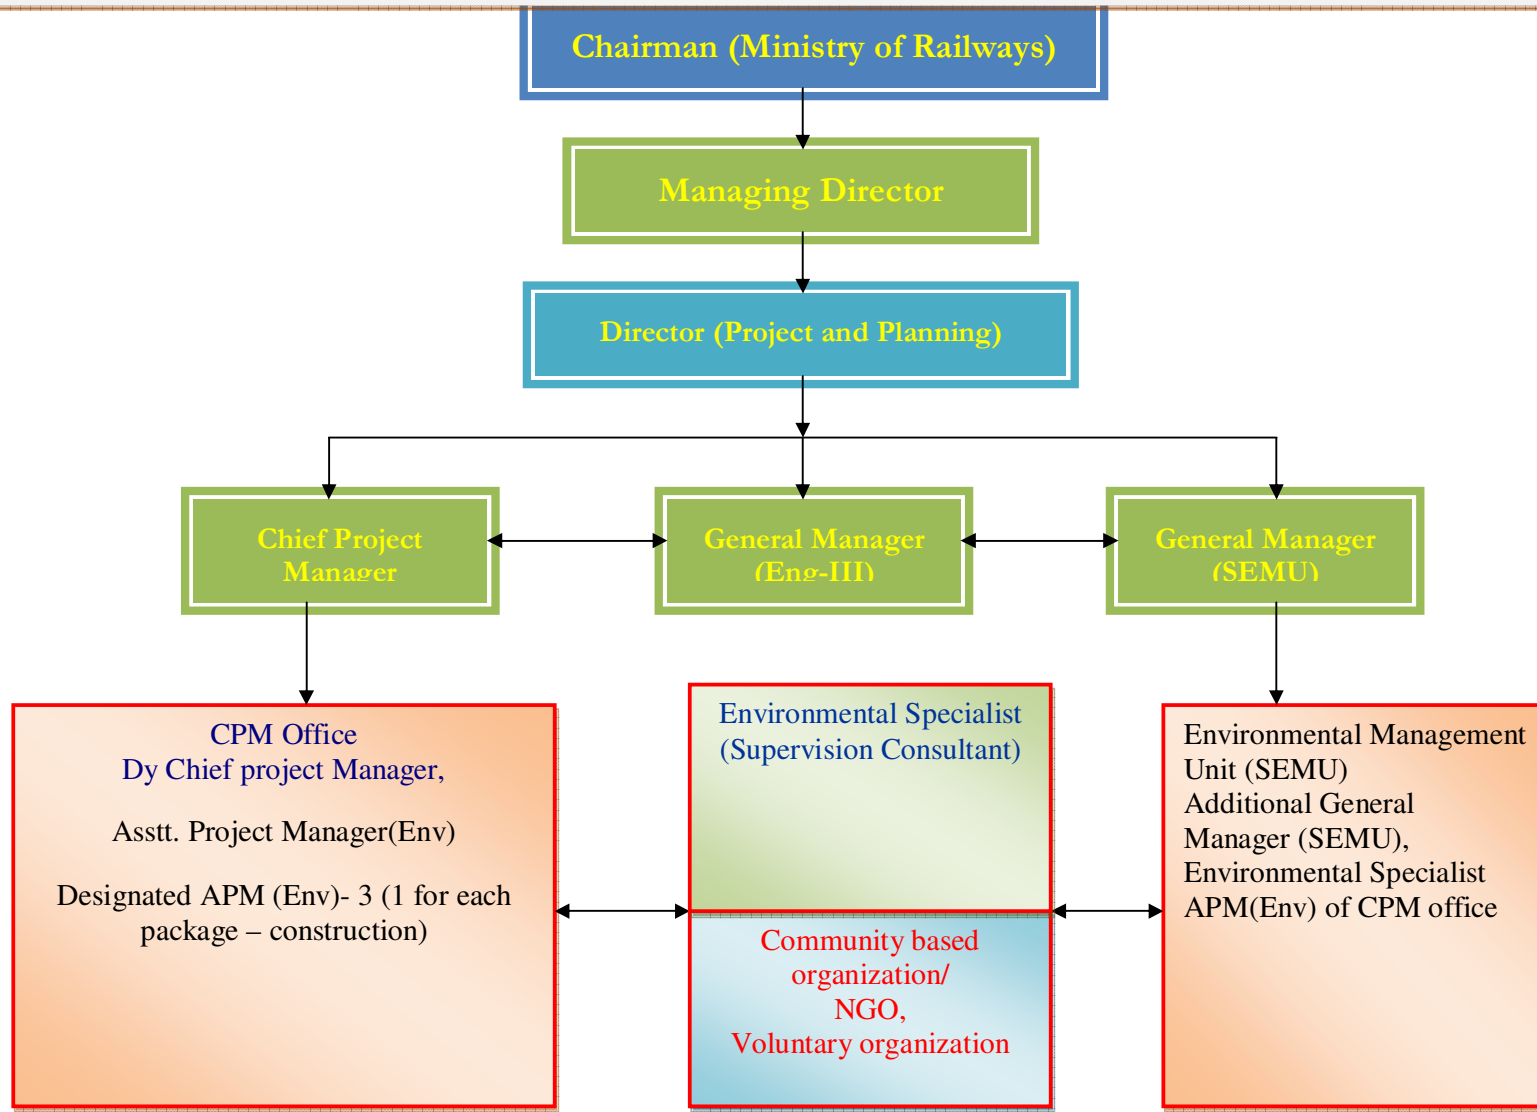 Chairman (Ministry of Railways)
Managing Director
Director (Project and Planning)
Chief Project
Manager
General Manager
(Eng-III)
General Manager
(SEMU)
CPM Office
Dy Chief project Manager,
Asstt. Project Manager(Env)
Designated APM (Env)- 3 (1 for each
package – construction)
Environmental Specialist
(Supervision Consultant)
Community based
organization/
NGO,
Voluntary organization
Environmental Management
Unit (SEMU)
Additional General
Manager (SEMU),
Environmental Specialist
APM(Env) of CPM office